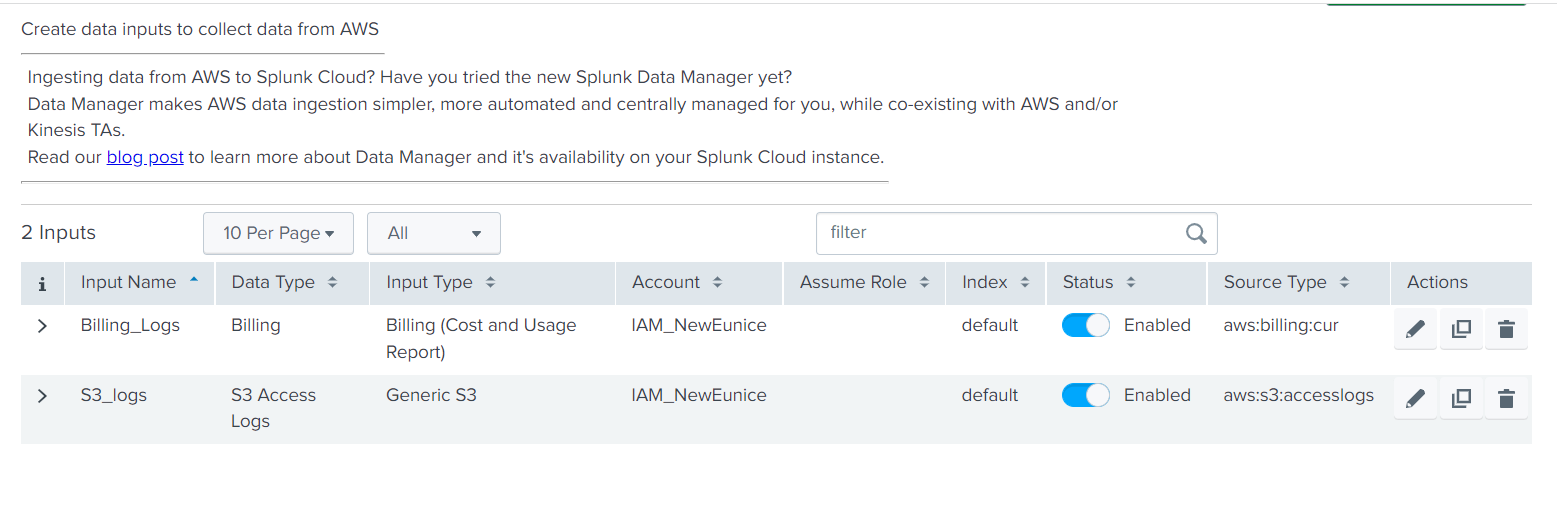 Create data inputs to collect data from AWS
Ingesting data from AWS to Splunk Cloud? Have you tried the new Splunk Data Manager yet?
Data Manager makes AWS data ingestion simpler, more automated and centrally managed for you, while co-existing with AWS and/or
Kinesis TAs.
Read our blog post to learn more about Data Manager and it's availability on your Splunk Cloud instance.
2 Inputs 10 Per Page All filter
i Input Name Data Type Input Type Account Assume Role Index Status Source Type Actions
Billing_Logs Billing Billing (Cost and Usage IAM_NewEunice default Enabled aws:billing:cur
Report)
S3_logs S3 Access Generic S3 IAM_NewEunice default Enabled aws:s3:accesslogs
Logs